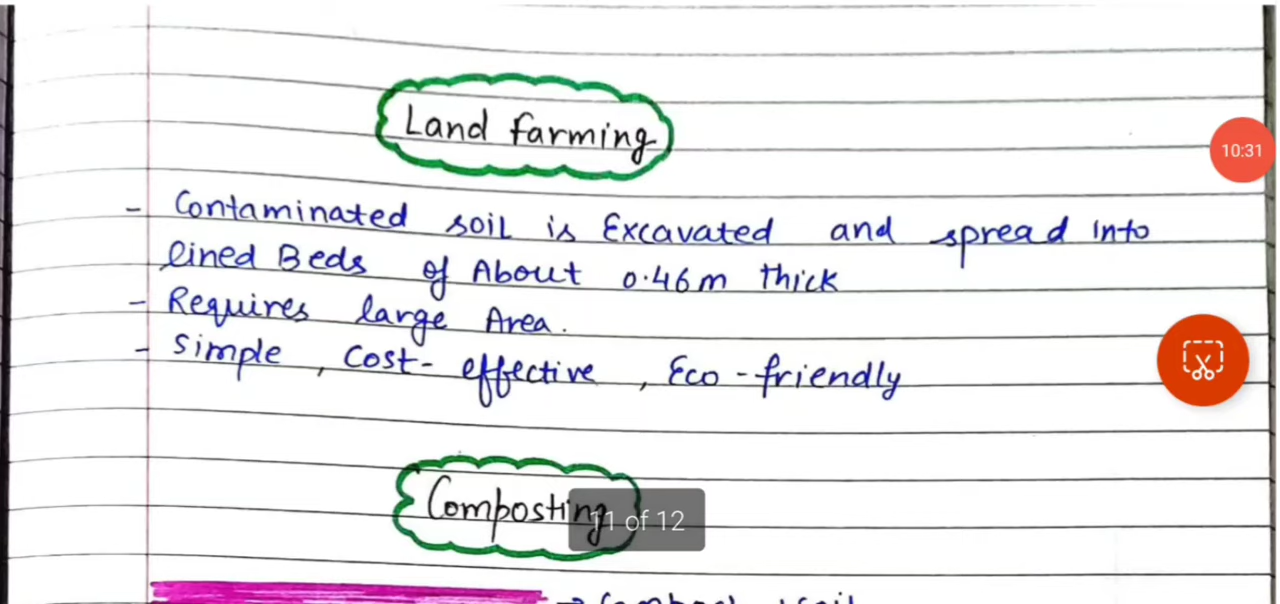 Land farming
10:31
- Contaminated soil is Excavated and spread into
lined Beds of About 0.46m thick
- Requires large Area.
- Simple, Cost-effective, Eco-friendly
Composting
11 of 12